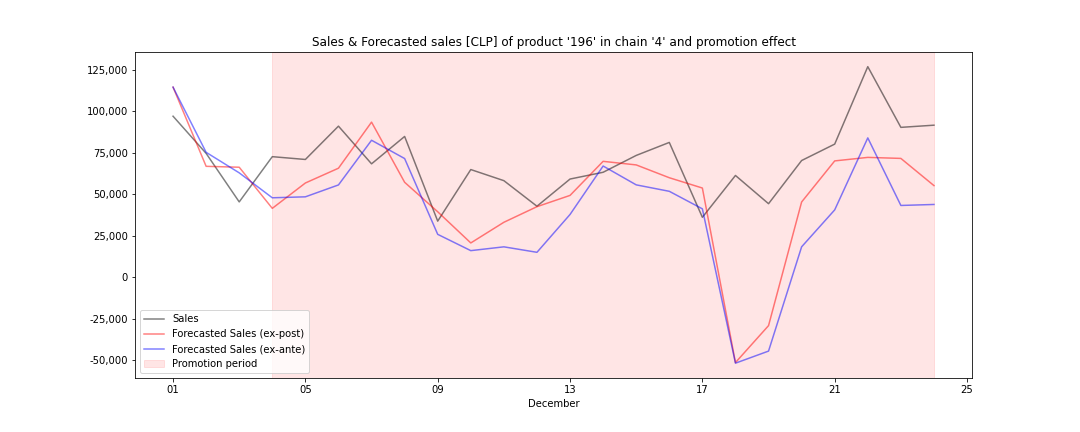 Sales & Forecasted sales [CLP] of product '196' in chain '4' and promotion effect
125,000
100,000
75,000
50,000
25,000
0
-25,000
-50,000
Sales
Forecasted Sales (ex-post)
Forecasted Sales (ex-ante)
Promotion period
01 05 09 13 17 21 25
December